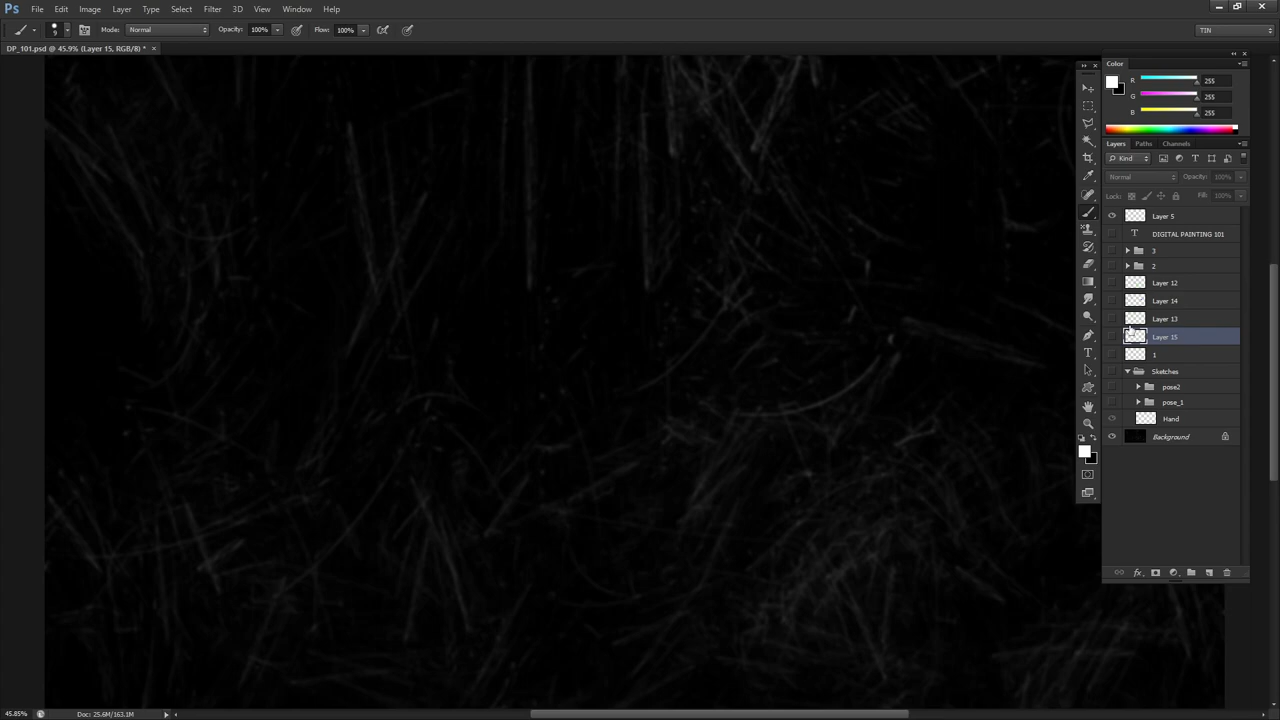 Ps File Edit Image Layer Type Select Filter 3D View Window Help
9 Mode: Normal Opacity: 100% Flow: 100% TIN
DP_101.psd @ 45.9% (Layer 15, RGB/8) * ×
Color
R 255
G 255
B 255
Layers Paths Channels
Kind T
Normal Opacity: 100%
Lock: Fill: 100%
Layer 5
T DIGITAL PAINTING 101
3
2
Layer 12
Layer 14
Layer 13
Layer 15
1
Sketches
pose2
pose_1
Hand
Background
T
fx
45.85% Doc: 25.6M/163.1M